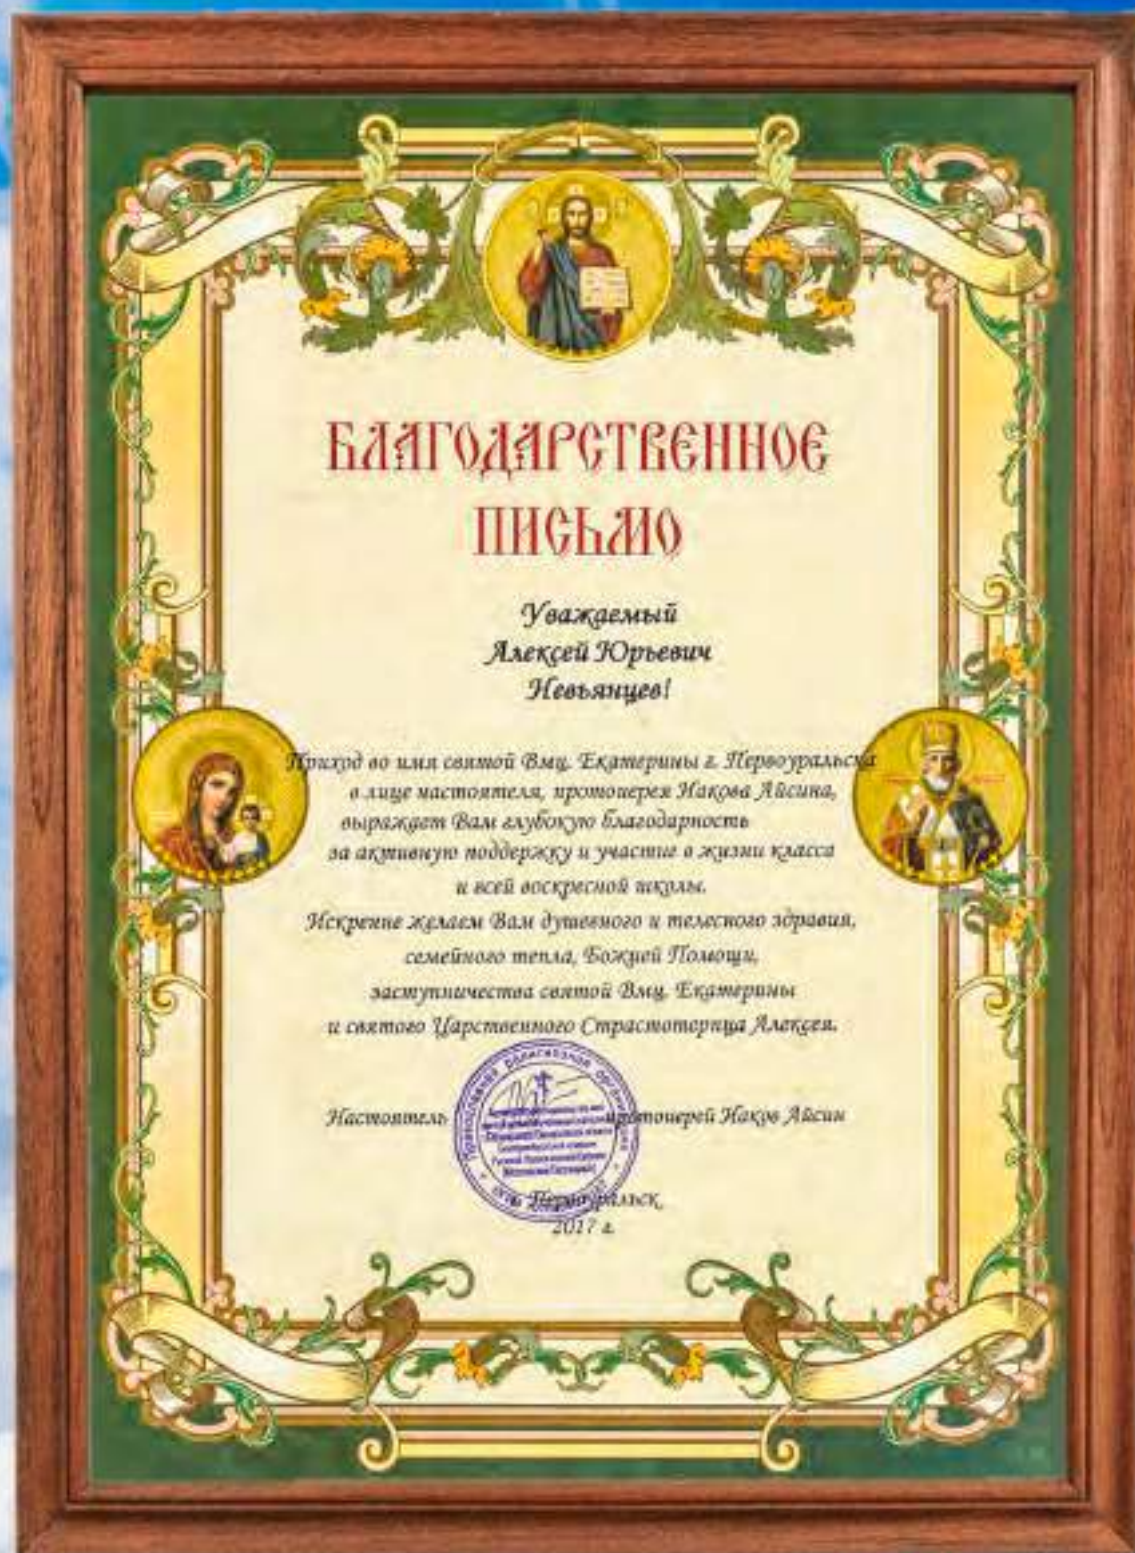 БЛАГОДАРСТВЕННОЕ
ПИСЬМО
Уважаемый
Алексей Юрьевич
Невьянцев!
Приход во имя святой Вмц. Екатерины г. Первоуральска
в лице настоятеля, протоиерея Иакова Айсина,
выражает Вам глубокую благодарность
за активную поддержку и участие в жизни класса
и всей воскресной школы.
Искренне желаем Вам душевного и телесного здравия,
семейного тепла, Божией Помощи,
заступничества святой Вмц. Екатерины
и святого Царственного Страстотерпца Алексея.
Настоятель протоиерей Иаков Айсин
Православной религиозной
г. Первоуральск
2017 г.